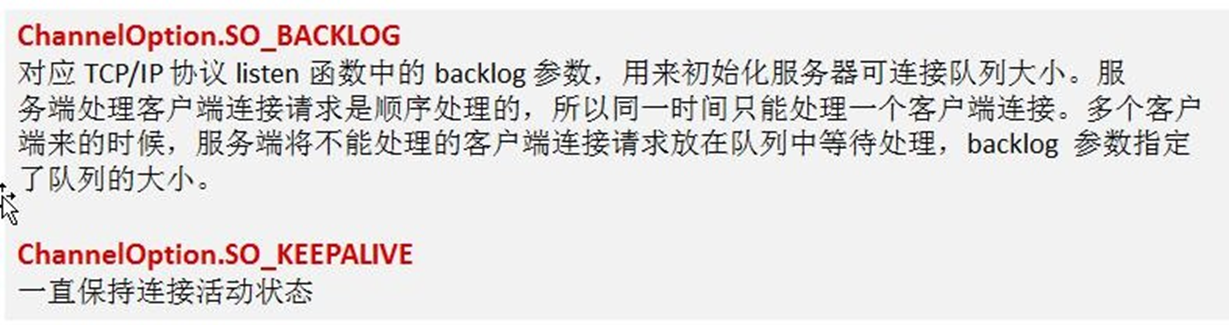 ChannelOption.SO_BACKLOG
对应 TCP/IP 协议 listen 函数中的 backlog 参数，用来初始化服务器可连接队列大小。服
务端处理客户端连接请求是顺序处理的，所以同一时间只能处理一个客户端连接。多个客户
端来的时候，服务端将不能处理的客户端连接请求放在队列中等待处理，backlog 参数指定
了队列的大小。
ChannelOption.SO_KEEPALIVE
一直保持连接活动状态